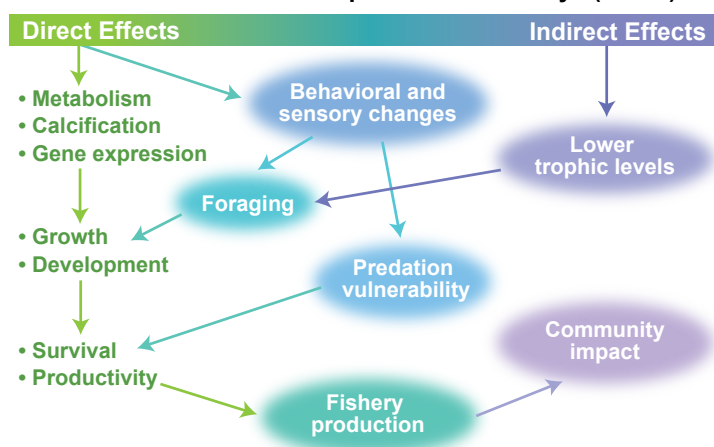 Direct Effects
Indirect Effects
• Metabolism
• Calcification
• Gene expression
Behavioral and
sensory changes
Lower
trophic levels
Foraging
• Growth
• Development
Predation
vulnerability
• Survival
• Productivity
Community
impact
Fishery
production